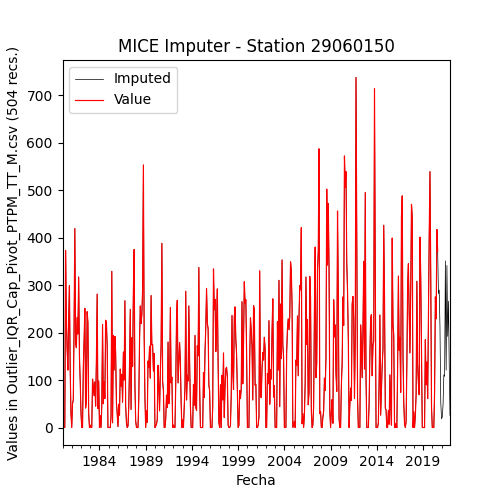 MICE Imputer - Station 29060150
Imputed
Value
Values in Outlier_IQR_Cap_Pivot_PTPM_TT_M.csv (504 recs.)
700
600
500
400
300
200
100
0
1984 1989 1994 1999 2004 2009 2014 2019
Fecha